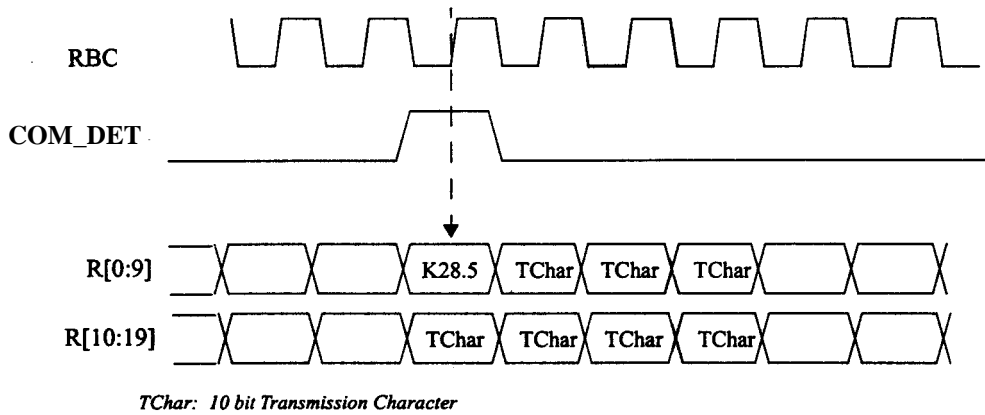 RBC
COM_DET
R[0:9] K28.5 TChar TChar TChar
R[10:19] TChar TChar TChar TChar
TChar: 10 bit Transmission Character